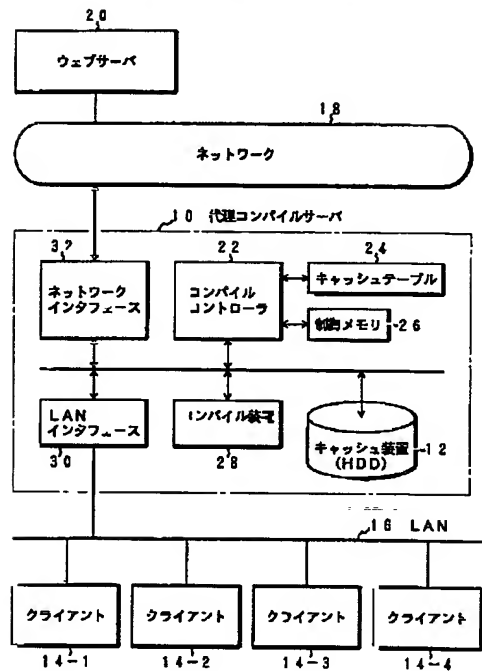 20
ウェブサーバ
18
ネットワーク
10 代理コンパイルサーバ
32
22
24
ネットワーク
インタフェース
コンパイル
コントローラ
キャッシュテーブル
制御メモリ
26
LAN
インタフェース
コンパイル装置
キャッシュ装置
(HDD)
12
30
28
16 LAN
クライアント
クライアント
クライアント
クライアント
14-1
14-2
14-3
14-4